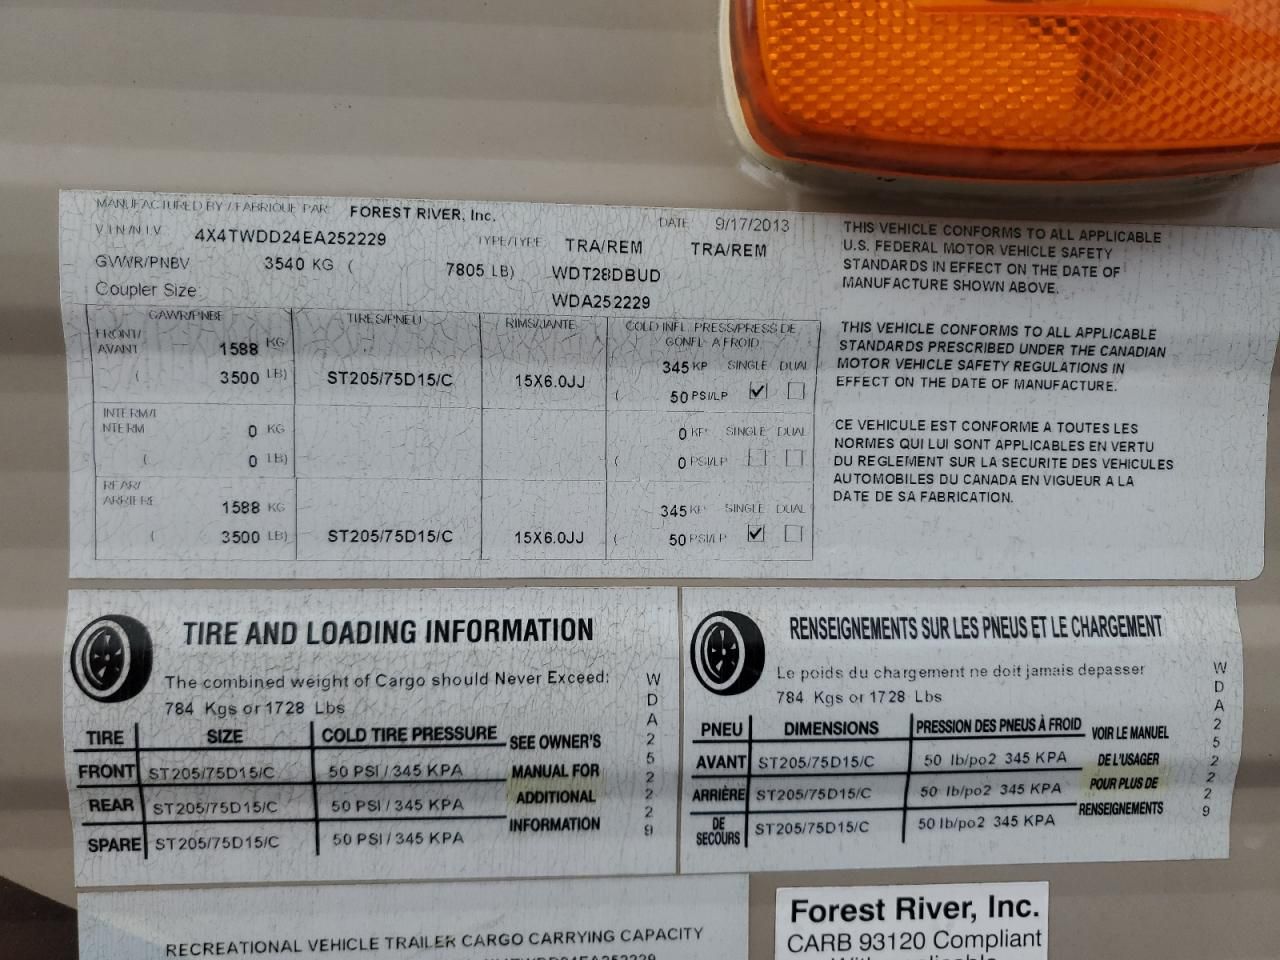 MANUFACTURED BY / FABRIQUE PAR: FOREST RIVER, Inc. DATE 9/17/2013
V.I.N/N.I.V. 4X4TWDD24EA252229 TYPE/TYPE TRA/REM TRA/REM
GVWR/PNBV 3540 KG ( 7805 LB) WDT28DBUD
Coupler Size: WDA252229
GAWR/PNBE TIRES/PNEU RIMS/JANTE COLD INFL. PRESS/PRESS DE
GONFL. A FROID
FRONT/
AVANT 1588 KG 345 KP SINGLE DUAL
( 3500 LB) ST205/75D15/C 15X6.0JJ ( 50 PSI/LP
INTERM/I
NTERM 0 KG 0 KP SINGLE DUAL
( 0 LB) ( 0 PSI/LP
REAR/
ARRIERE 1588 KG 345 KP SINGLE DUAL
( 3500 LB) ST205/75D15/C 15X6.0JJ ( 50 PSI/LP
THIS VEHICLE CONFORMS TO ALL APPLICABLE
U.S. FEDERAL MOTOR VEHICLE SAFETY
STANDARDS IN EFFECT ON THE DATE OF
MANUFACTURE SHOWN ABOVE.
THIS VEHICLE CONFORMS TO ALL APPLICABLE
STANDARDS PRESCRIBED UNDER THE CANADIAN
MOTOR VEHICLE SAFETY REGULATIONS IN
EFFECT ON THE DATE OF MANUFACTURE.
CE VEHICULE EST CONFORME A TOUTES LES
NORMES QUI LUI SONT APPLICABLES EN VERTU
DU REGLEMENT SUR LA SECURITE DES VEHICULES
AUTOMOBILES DU CANADA EN VIGUEUR A LA
DATE DE SA FABRICATION.
TIRE AND LOADING INFORMATION
The combined weight of Cargo should Never Exceed:
784 Kgs or 1728 Lbs
TIRE SIZE COLD TIRE PRESSURE
FRONT ST205/75D15/C 50 PSI / 345 KPA
REAR ST205/75D15/C 50 PSI / 345 KPA
SPARE ST205/75D15/C 50 PSI / 345 KPA
SEE OWNER'S
MANUAL FOR
ADDITIONAL
INFORMATION
WDA252229
RENSEIGNEMENTS SUR LES PNEUS ET LE CHARGEMENT
Le poids du chargement ne doit jamais depasser
784 Kgs or 1728 Lbs
PNEU DIMENSIONS PRESSION DES PNEUS À FROID
AVANT ST205/75D15/C 50 lb/po2 345 KPA
ARRIÈRE ST205/75D15/C 50 lb/po2 345 KPA
DE
SECOURS ST205/75D15/C 50 lb/po2 345 KPA
VOIR LE MANUEL
DE L'USAGER
POUR PLUS DE
RENSEIGNEMENTS
WDA252229
RECREATIONAL VEHICLE TRAILER CARGO CARRYING CAPACITY
Forest River, Inc.
CARB 93120 Compliant